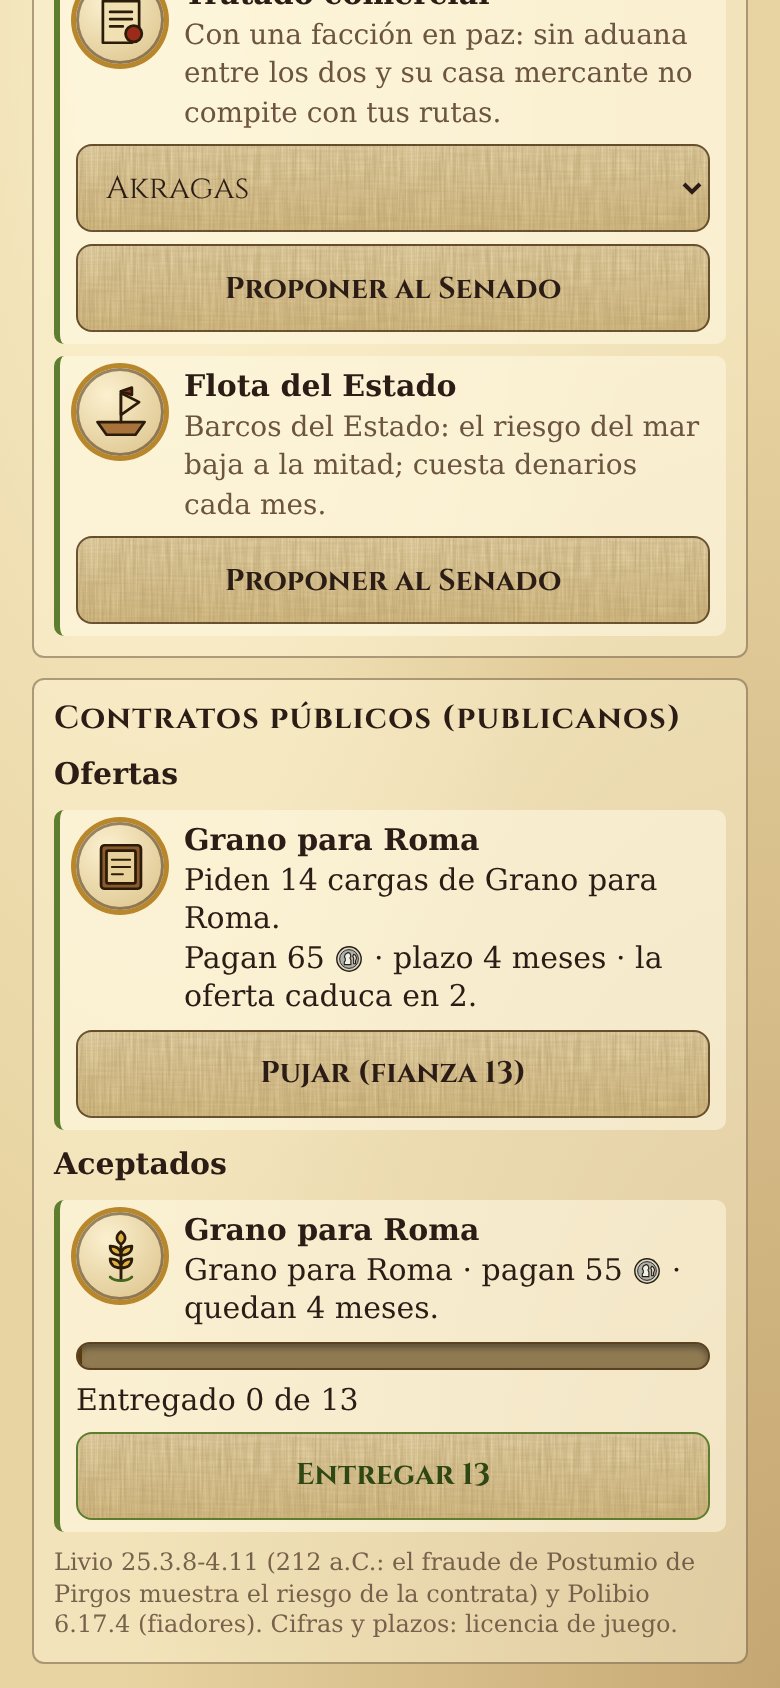 Tratado comercial
Con una facción en paz: sin aduana
entre los dos y su casa mercante no
compite con tus rutas.
Akragas
Proponer al Senado
Flota del Estado
Barcos del Estado: el riesgo del mar
baja a la mitad; cuesta denarios
cada mes.
Proponer al Senado
Contratos públicos (publicanos)
Ofertas
Grano para Roma
Piden 14 cargas de Grano para
Roma.
Pagan 65 · plazo 4 meses · la
oferta caduca en 2.
Pujar (fianza 13)
Aceptados
Grano para Roma
Grano para Roma · pagan 55 ·
quedan 4 meses.
Entregado 0 de 13
Entregar 13
Livio 25.3.8-4.11 (212 a.C.: el fraude de Postumio de
Pirgos muestra el riesgo de la contrata) y Polibio
6.17.4 (fiadores). Cifras y plazos: licencia de juego.